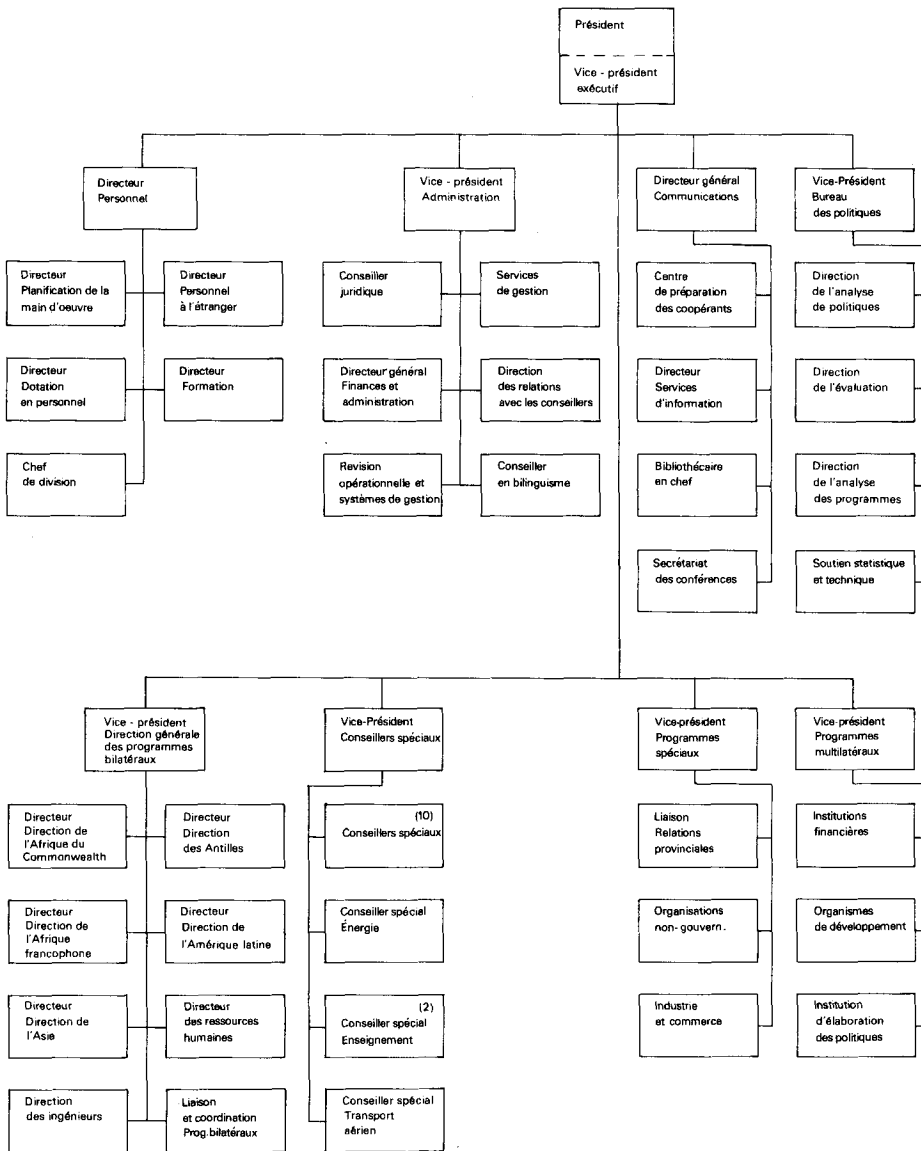 Président
Vice - président
exécutif
Directeur
Personnel
Vice - président
Administration
Directeur général
Communications
Vice-Président
Bureau
des politiques
Directeur
Planification de la
main d'oeuvre
Directeur
Personnel
à l'étranger
Conseiller
juridique
Services
de gestion
Centre
de préparation
des coopérants
Direction
de l'analyse
de politiques
Directeur
Dotation
en personnel
Directeur
Formation
Directeur général
Finances et
administration
Direction
des relations
avec les conseillers
Directeur
Services
d'information
Direction
de l'évaluation
Chef
de division
Revision
opérationnelle et
systèmes de gestion
Conseiller
en bilinguisme
Bibliothécaire
en chef
Direction
de l'analyse
des programmes
Secrétariat
des conférences
Soutien statistique
et technique
Vice - président
Direction générale
des programmes
bilatéraux
Vice-Président
Conseillers spéciaux
Vice-président
Programmes
spéciaux
Vice-président
Programmes
multilatéraux
Directeur
Direction de
l'Afrique du
Commonwealth
Directeur
Direction
des Antilles
(10)
Conseillers spéciaux
Liaison
Relations
provinciales
Institutions
financières
Directeur
Direction de
l'Afrique
francophone
Directeur
Direction de
l'Amérique latine
Conseiller spécial
Énergie
Organisations
non- gouvern.
Organismes
de développement
Directeur
Direction de
l'Asie
Directeur
des ressources
humaines
(2)
Conseiller spécial
Enseignement
Industrie
et commerce
Institution
d'élaboration
des politiques
Direction
des ingénieurs
Liaison
et coordination
Prog. bilatéraux
Conseiller spécial
Transport
aérien